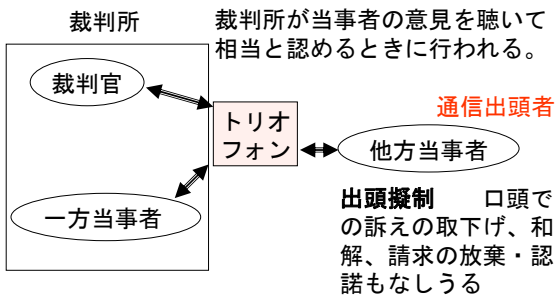 裁判所
裁判所が当事者の意見を聴いて
相当と認めるときに行われる。
裁判官
トリオ
フォン
通信出頭者
他方当事者
一方当事者
出頭擬制　口頭で
の訴えの取下げ、和
解、請求の放棄・認
諾もなしうる